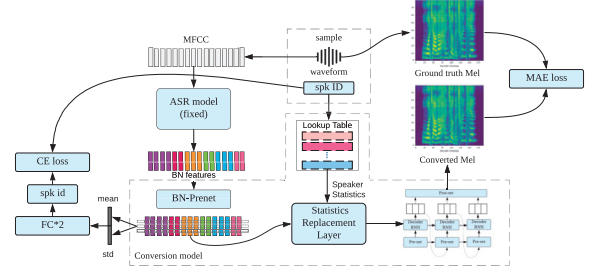 sample
MFCC
waveform
Ground truth Mel
MAE loss
spk ID
ASR model
(fixed)
Lookup Table
CE loss
BN features
Converted Mel
spk id
BN-Prenet
Speaker
Statistics
mean
Post-net
FC*2
Statistics
Replacement
Layer
Decoder
RNN
Decoder
RNN
Decoder
RNN
Pre-net
Pre-net
Pre-net
std
Conversion model